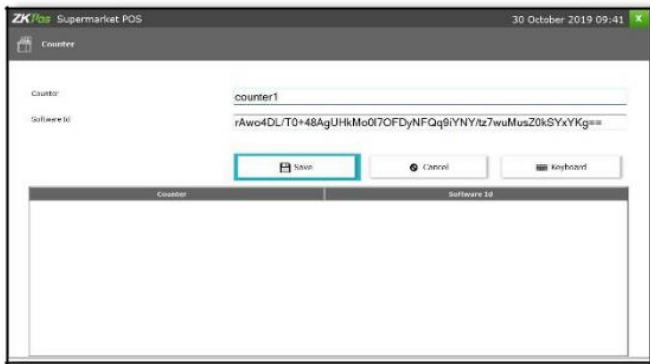 ZKPos Supermarket POS 30 October 2019 09:41 X
Counter
Counter counter1
Software Id rAwo4DL/T0+48AgUHkMo0I7OFDyNFQq9iYNY/tz7wuMusZ0kSYxYKg==
Save Cancel Keyboard
Counter Software Id